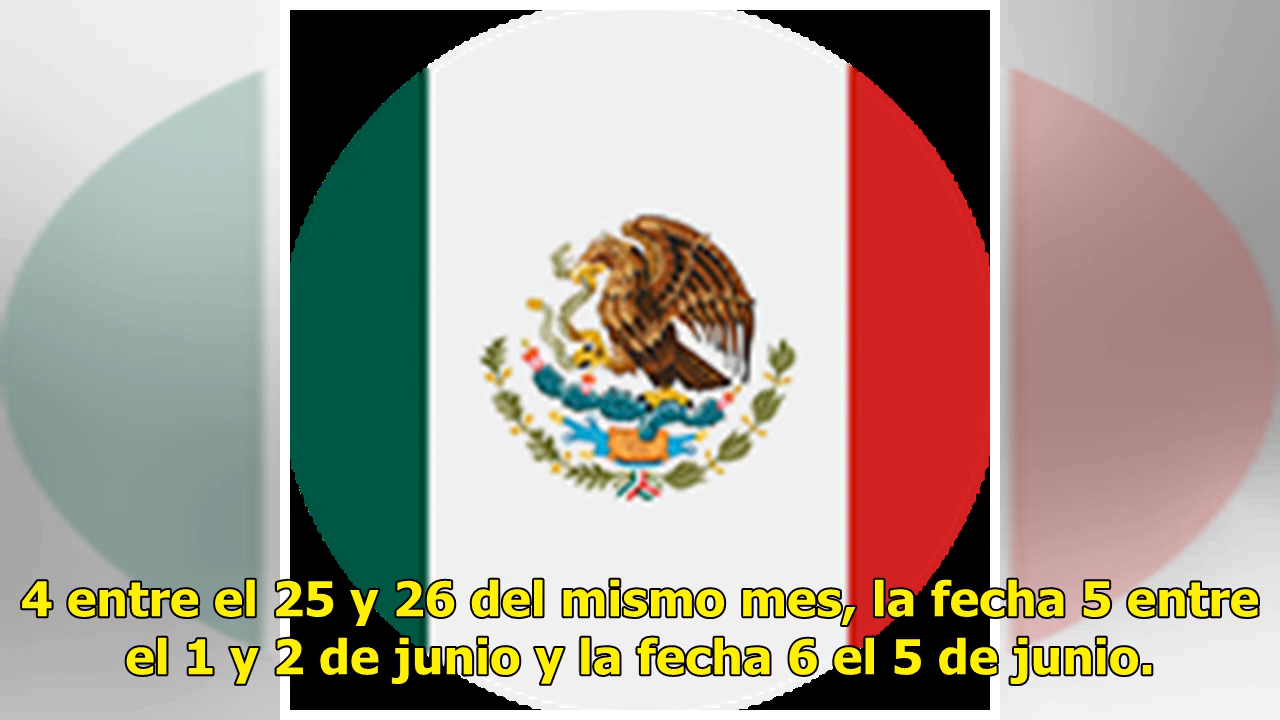 4 entre el 25 y 26 del mismo mes, la fecha 5 entre
el 1 y 2 de junio y la fecha 6 el 5 de junio.